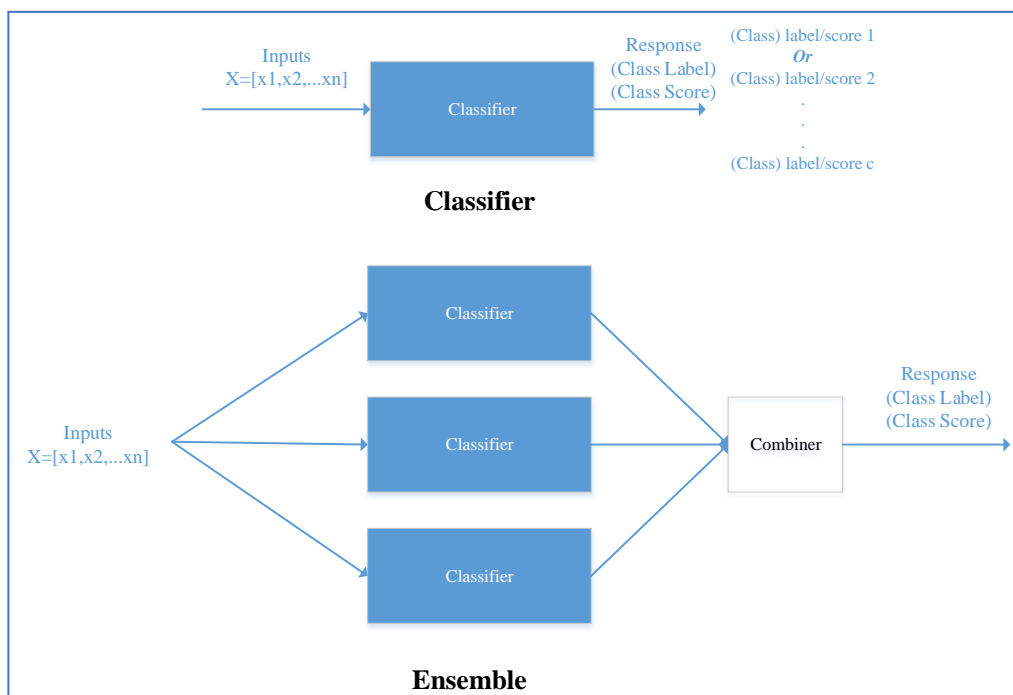 Inputs
X=[x1,x2,...xn]
Classifier
Response
(Class Label)
(Class Score)
(Class) label/score 1
Or
(Class) label/score 2
.
.
.
(Class) label/score c
Classifier
Classifier
Inputs
X=[x1,x2,...xn]
Classifier
Classifier
Combiner
Response
(Class Label)
(Class Score)
Ensemble